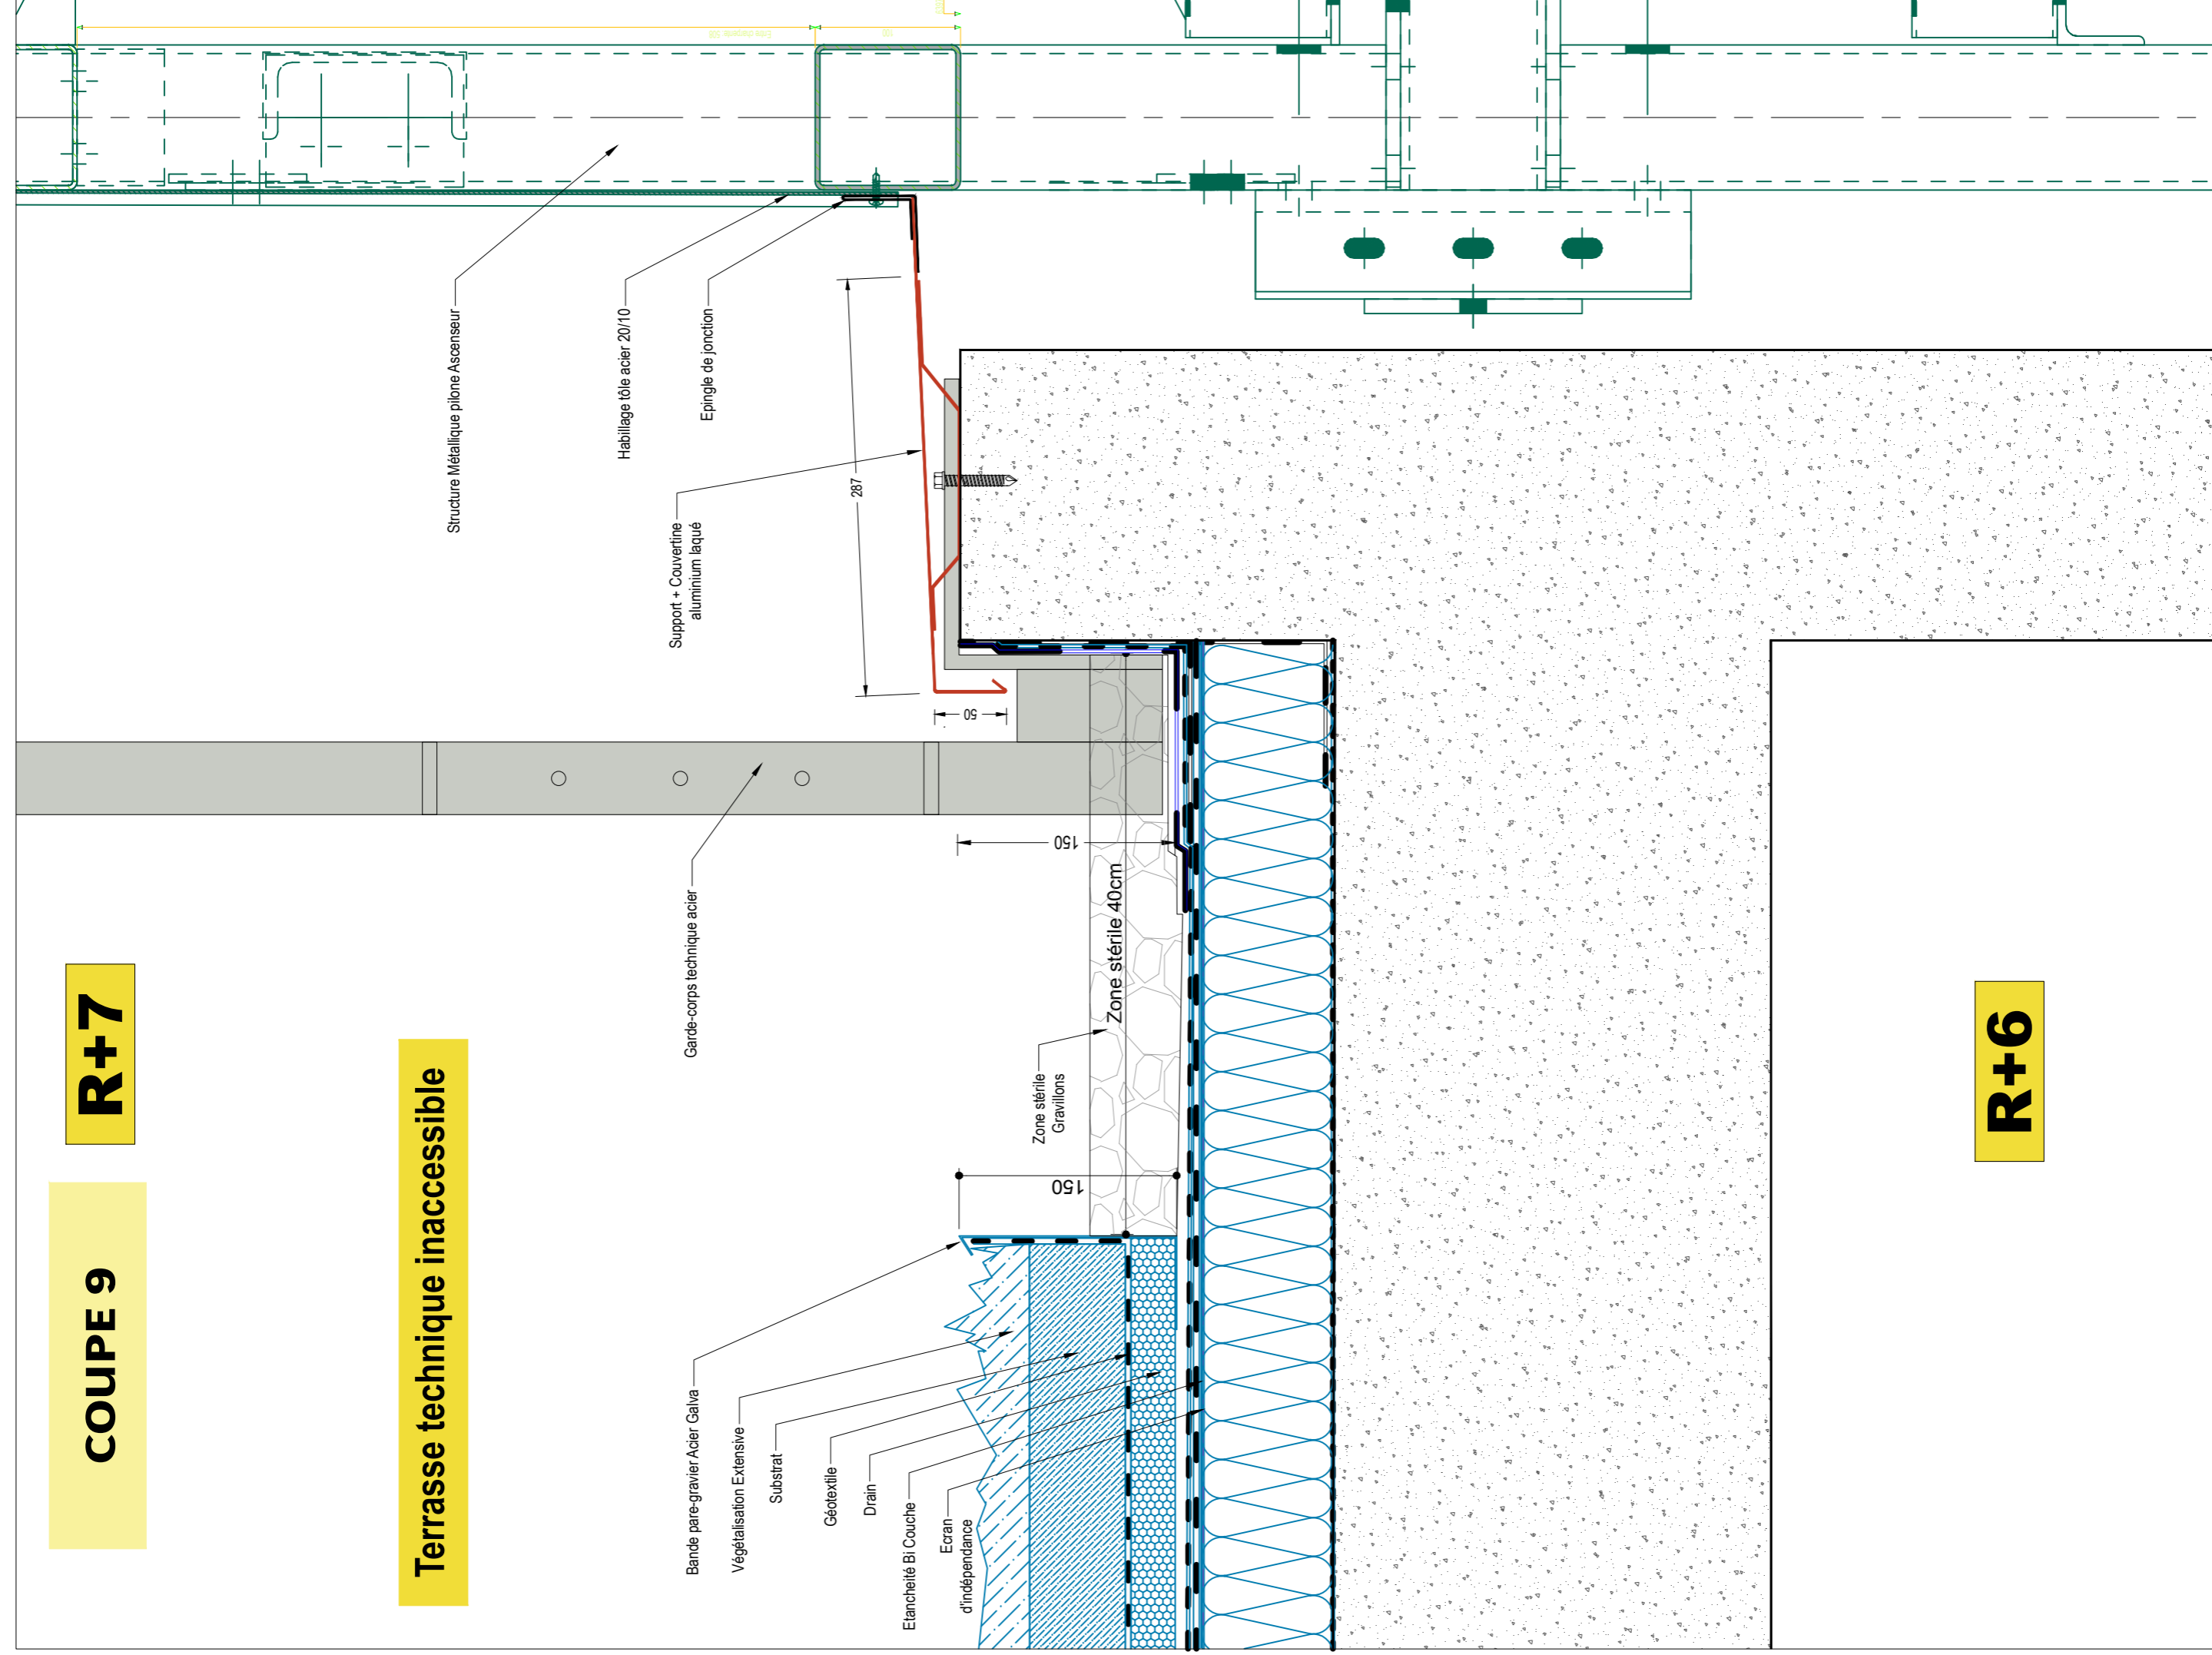 COUPE 9
R+7
Terrasse technique inaccessible
Structure Métallique pilone Ascenseur
Habillage tôle acier 20/10
Epingle de jonction
Support + Couvertine
aluminium laqué
287
50
Garde-corps technique acier
150
Zone stérile 40cm
Zone stérile
Gravillons
150
Bande pare-gravier Acier Galva
Végétalisation Extensive
Substrat
Géotextile
Drain
Etancheité Bi Couche
Ecran
d'indépendance
R+6